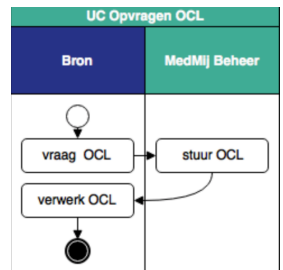 UC Opvragen OCL
Bron
MedMij Beheer
vraag OCL
stuur OCL
verwerk OCL